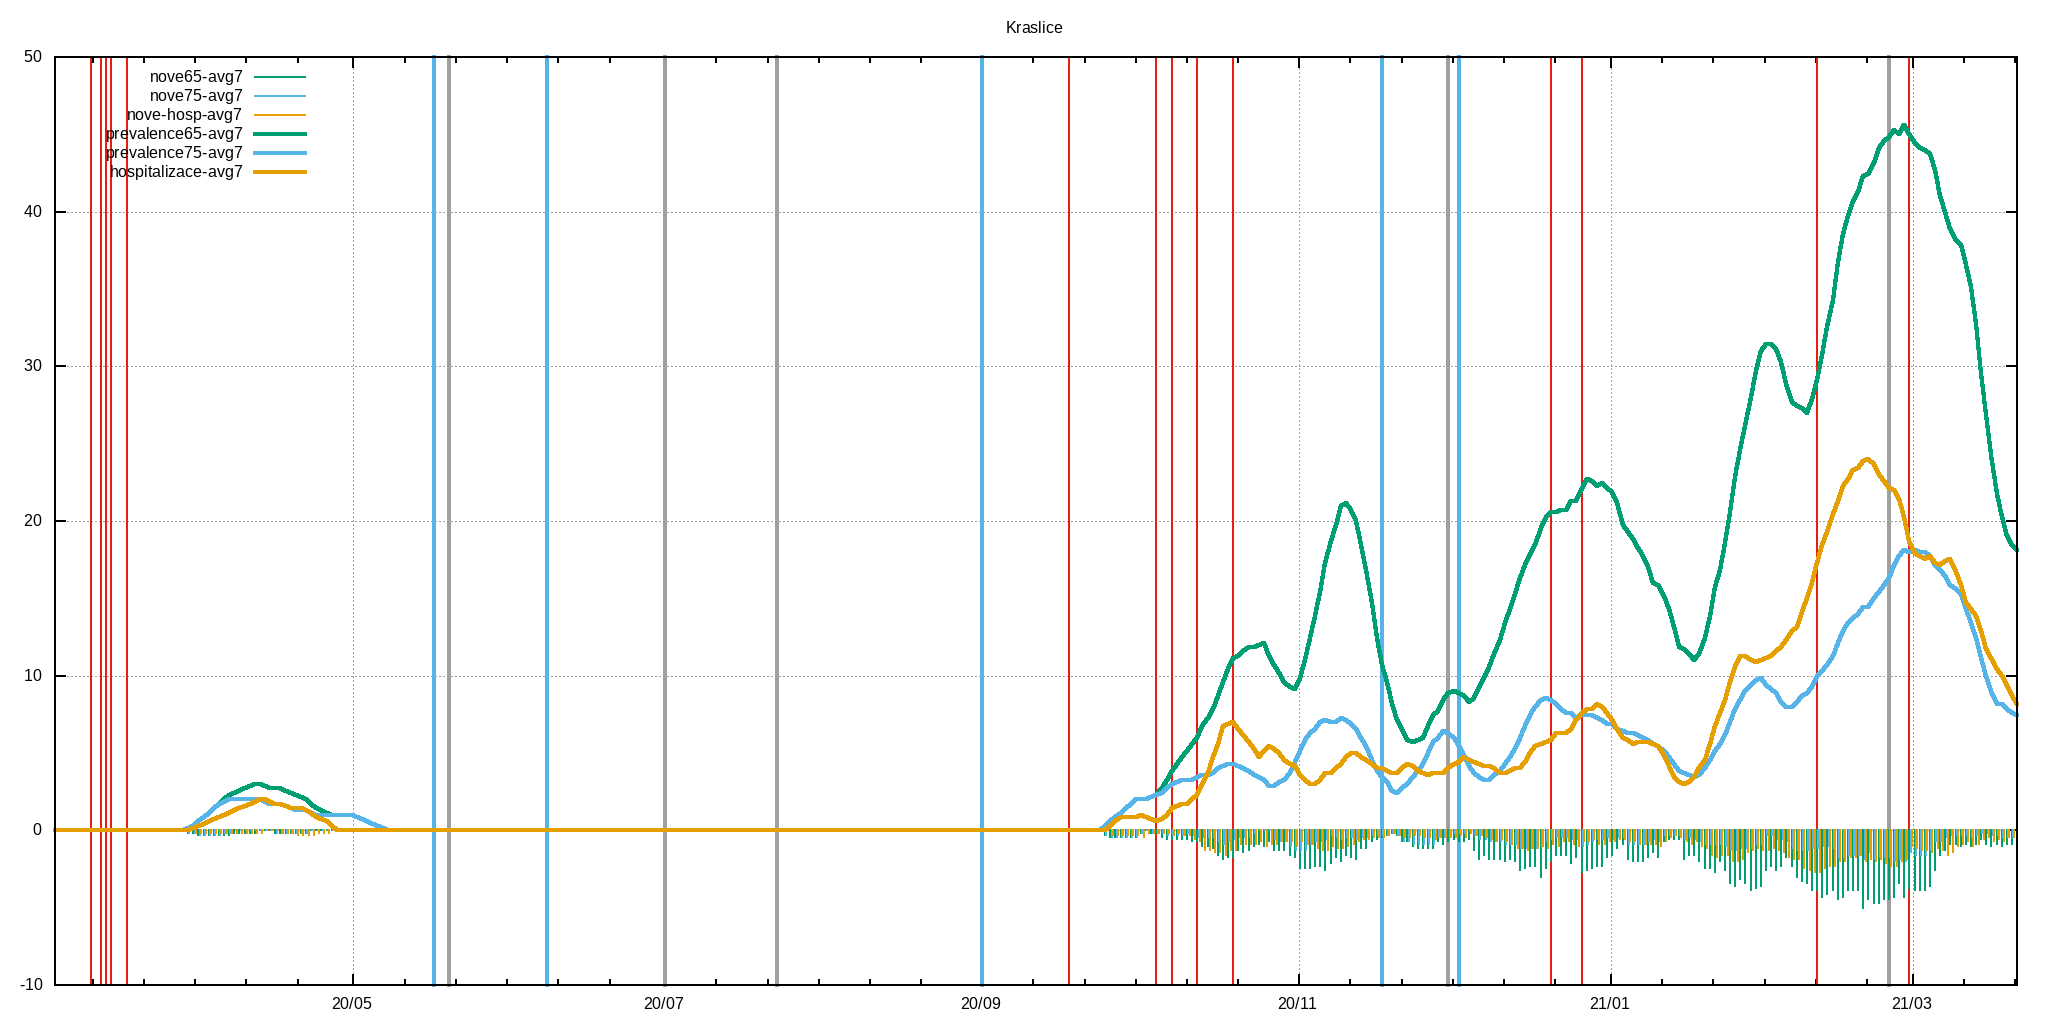 Kraslice
50
nove65-avg7
nove75-avg7
nove-hosp-avg7
prevalence65-avg7
prevalence75-avg7
hospitalizace-avg7
40
30
20
10
0
-10
20/05
20/07
20/09
20/11
21/01
21/03